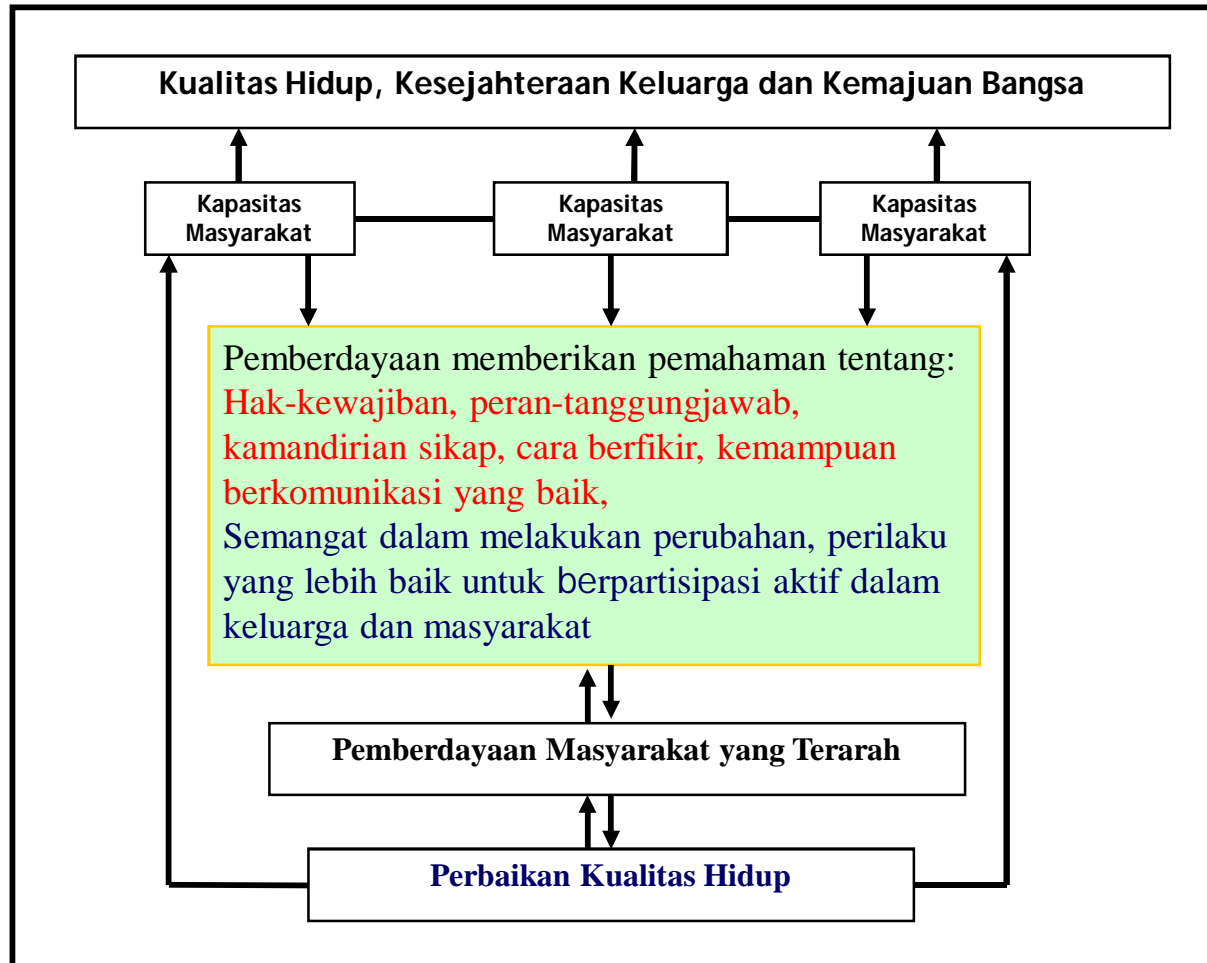 Kualitas Hidup, Kesejahteraan Keluarga dan Kemajuan Bangsa
Kapasitas
Masyarakat
Kapasitas
Masyarakat
Kapasitas
Masyarakat
Pemberdayaan memberikan pemahaman tentang:
Hak-kewajiban, peran-tanggungjawab,
kamandirian sikap, cara berfikir, kemampuan
berkomunikasi yang baik,
Semangat dalam melakukan perubahan, perilaku
yang lebih baik untuk berpartisipasi aktif dalam
keluarga dan masyarakat
Pemberdayaan Masyarakat yang Terarah
Perbaikan Kualitas Hidup